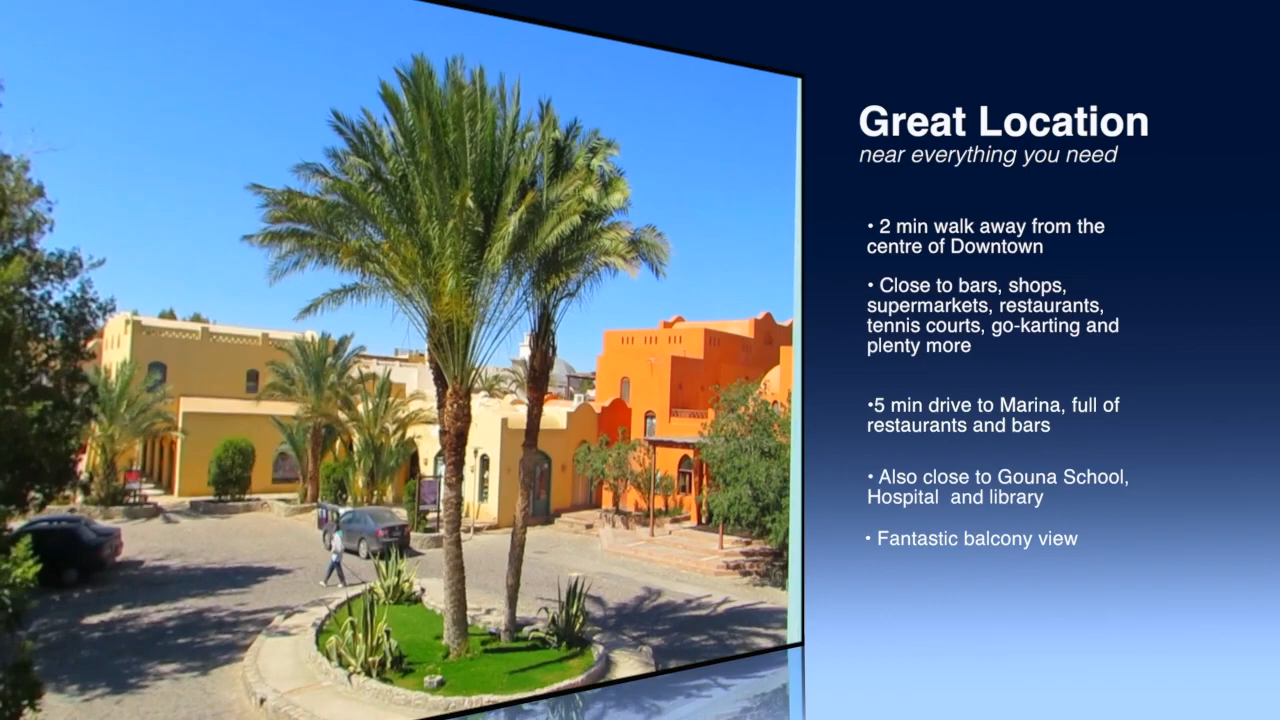 Great Location
near everything you need
• 2 min walk away from the
centre of Downtown
• Close to bars, shops,
supermarkets, restaurants,
tennis courts, go-karting and
plenty more
•5 min drive to Marina, full of
restaurants and bars
• Also close to Gouna School,
Hospital  and library
• Fantastic balcony view